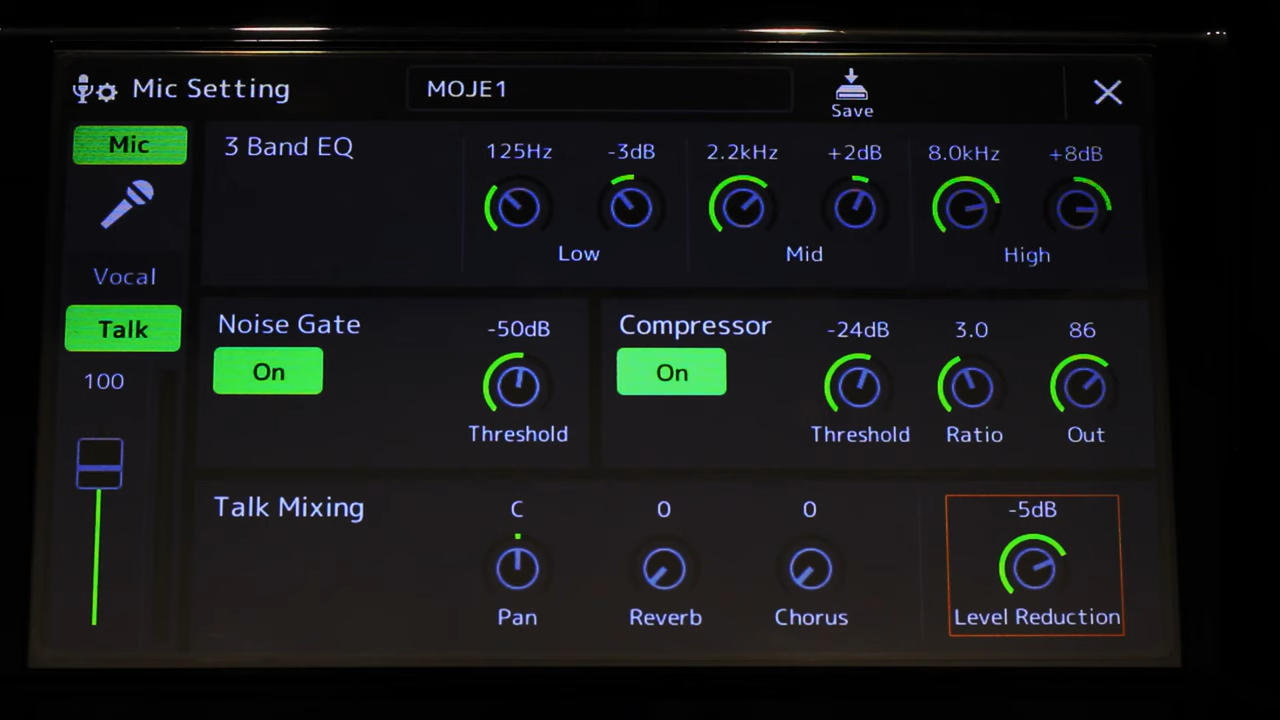 Mic Setting
MOJE1
Save
Mic
Vocal
Talk
100
3 Band EQ
125Hz -3dB 2.2kHz +2dB 8.0kHz +8dB
Low Mid High
Noise Gate
On
-50dB
Threshold
Compressor
On
-24dB 3.0 86
Threshold Ratio Out
Talk Mixing
C 0 0 -5dB
Pan Reverb Chorus Level Reduction